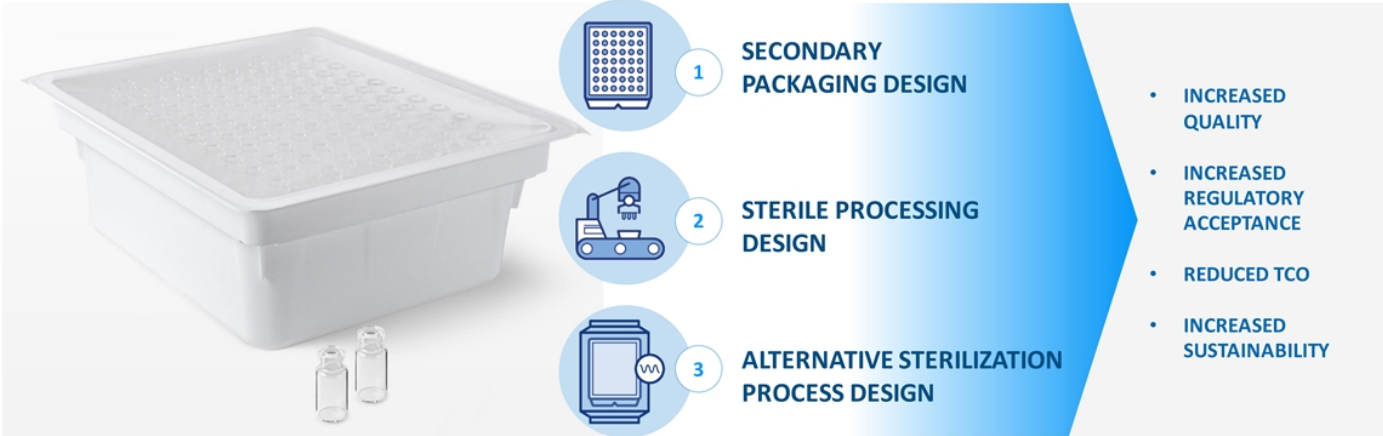 1
SECONDARY
PACKAGING DESIGN
2
STERILE PROCESSING
DESIGN
3
ALTERNATIVE STERILIZATION
PROCESS DESIGN
• INCREASED
QUALITY
• INCREASED
REGULATORY
ACCEPTANCE
• REDUCED TCO
• INCREASED
SUSTAINABILITY